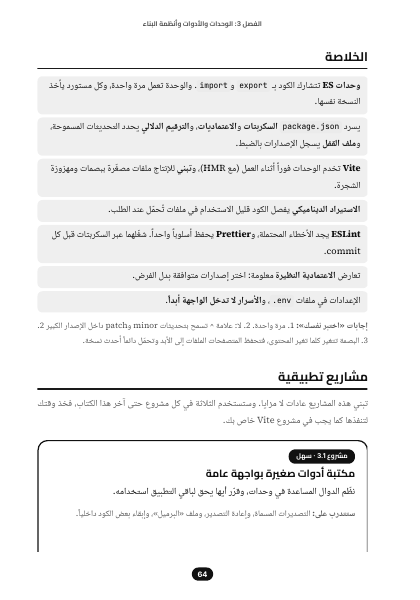 الفصل 3: الوحدات والأدوات وأنظمة البناء
الخلاصة
وحدات ES تتشارك الكود بـ export و import. والوحدة تعمل مرة واحدة، وكل مستورد يأخذ
النسخة نفسها.
يسرد package.json السكربتات والاعتماديات، والترقيم الدلالي يحدد التحديثات المسموحة،
وملف القفل يسجل الإصدارات بالضبط.
Vite تخدم الوحدات فوراً أثناء العمل (مع HMR)، وتبني للإنتاج ملفات مصغّرة ببصمات ومهزوزة
الشجرة.
الاستيراد الديناميكي يفصل الكود قليل الاستخدام في ملفات تُحمّل عند الطلب.
ESLint يجد الأخطاء المحتملة، وPrettier يحفظ أسلوباً واحداً. شغّلهما عبر السكربتات قبل كل
commit.
تعارض الاعتمادية النظيرة معلومة: اختر إصدارات متوافقة بدل الفرض.
الإعدادات في ملفات .env، والأسرار لا تدخل الواجهة أبداً.
إجابات «اختبر نفسك»: 1. مرة واحدة. 2. لا: علامة ^ تسمح بتحديثات minor وpatch داخل الإصدار الكبير 2.
3. البصمة تتغير كلما تغير المحتوى، فتحفظ المتصفحات الملفات إلى الأبد وتحمّل دائماً أحدث نسخة.
مشاريع تطبيقية
تبني هذه المشاريع عادات لا مرايا. وستستخدم الثلاثة في كل مشروع حتى آخر هذا الكتاب، فخذ وقتك
لتنفذها كما يجب في مشروع Vite خاص بك.
مشروع 3.1 · سهل
مكتبة أدوات صغيرة بواجهة عامة
نظّم الدوال المساعدة في وحدات، وقرّر أيها يحق لباقي التطبيق استخدامه.
ستتدرب على: التصديرات المسماة، وإعادة التصدير، وملف «البرميل»، وإبقاء بعض الكود داخلياً.
64